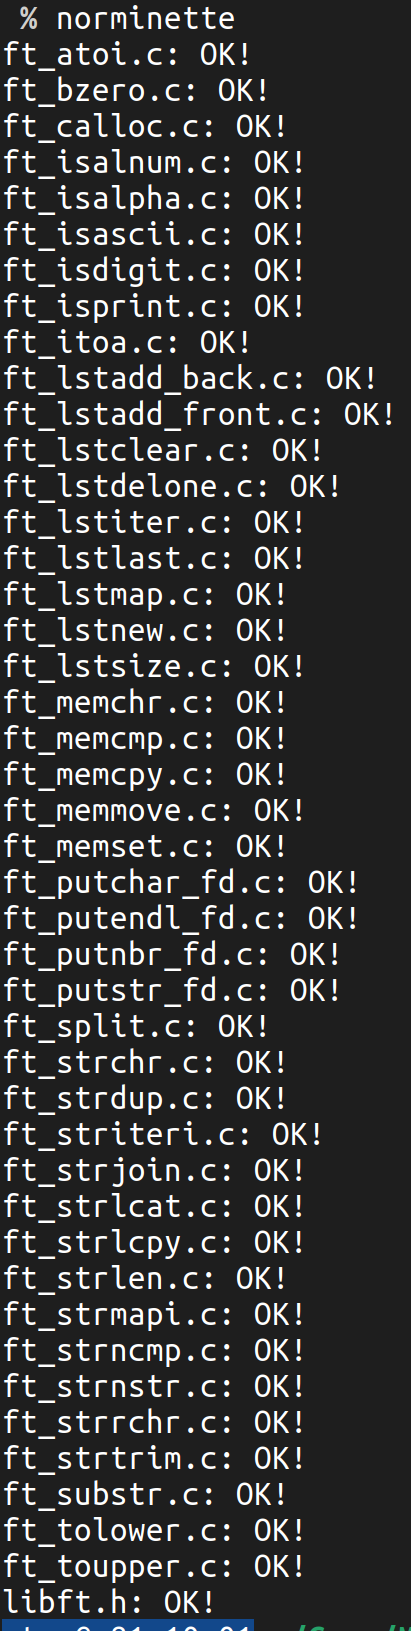 % norminette
ft_atoi.c: OK!
ft_bzero.c: OK!
ft_calloc.c: OK!
ft_isalnum.c: OK!
ft_isalpha.c: OK!
ft_isascii.c: OK!
ft_isdigit.c: OK!
ft_isprint.c: OK!
ft_itoa.c: OK!
ft_lstadd_back.c: OK!
ft_lstadd_front.c: OK!
ft_lstclear.c: OK!
ft_lstdelone.c: OK!
ft_lstiter.c: OK!
ft_lstlast.c: OK!
ft_lstmap.c: OK!
ft_lstnew.c: OK!
ft_lstsize.c: OK!
ft_memchr.c: OK!
ft_memcmp.c: OK!
ft_memcpy.c: OK!
ft_memmove.c: OK!
ft_memset.c: OK!
ft_putchar_fd.c: OK!
ft_putendl_fd.c: OK!
ft_putnbr_fd.c: OK!
ft_putstr_fd.c: OK!
ft_split.c: OK!
ft_strchr.c: OK!
ft_strdup.c: OK!
ft_striteri.c: OK!
ft_strjoin.c: OK!
ft_strlcat.c: OK!
ft_strlcpy.c: OK!
ft_strlen.c: OK!
ft_strmapi.c: OK!
ft_strncmp.c: OK!
ft_strnstr.c: OK!
ft_strrchr.c: OK!
ft_strtrim.c: OK!
ft_substr.c: OK!
ft_tolower.c: OK!
ft_toupper.c: OK!
libft.h: OK!